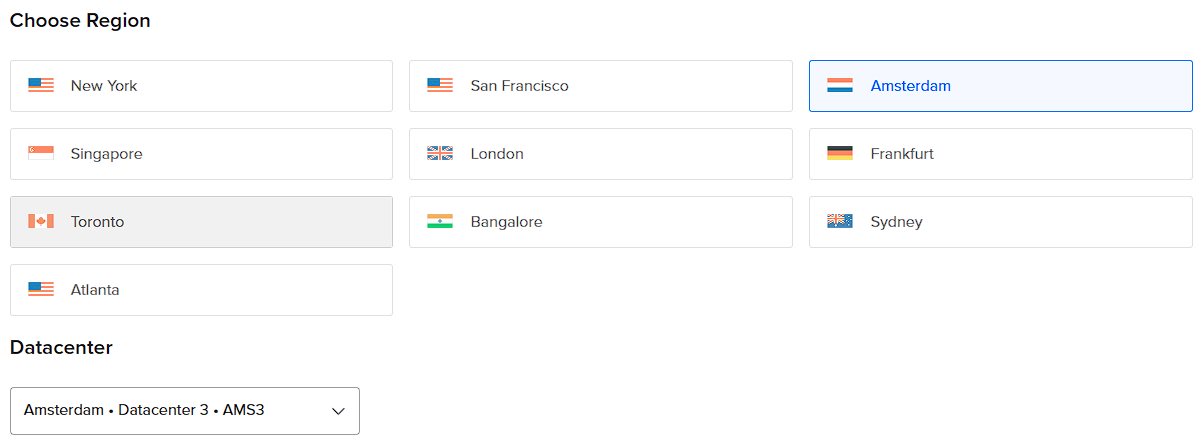 Choose Region
New York
San Francisco
Amsterdam
Singapore
London
Frankfurt
Toronto
Bangalore
Sydney
Atlanta
Datacenter
Amsterdam • Datacenter 3 • AMS3